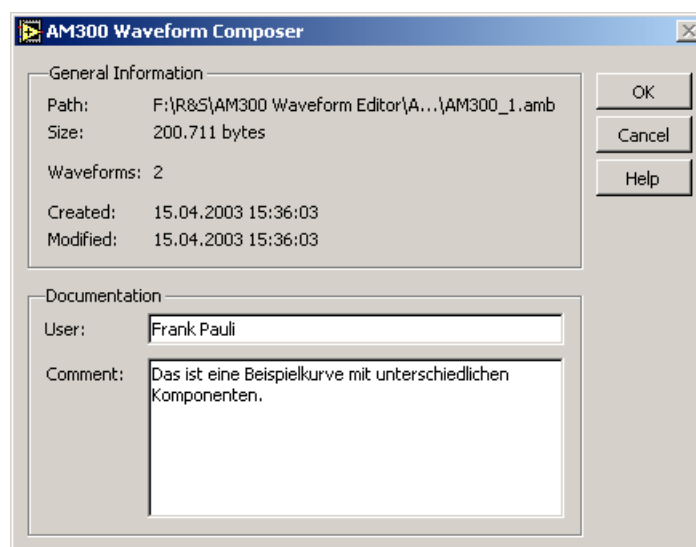 AM300 Waveform Composer
General Information
Path: F:\R&S\AM300 Waveform Editor\A...\AM300_1.amb
Size: 200.711 bytes
Waveforms: 2
Created: 15.04.2003 15:36:03
Modified: 15.04.2003 15:36:03
OK
Cancel
Help
Documentation
User: Frank Pauli
Comment: Das ist eine Beispielkurve mit unterschiedlichen
Komponenten.